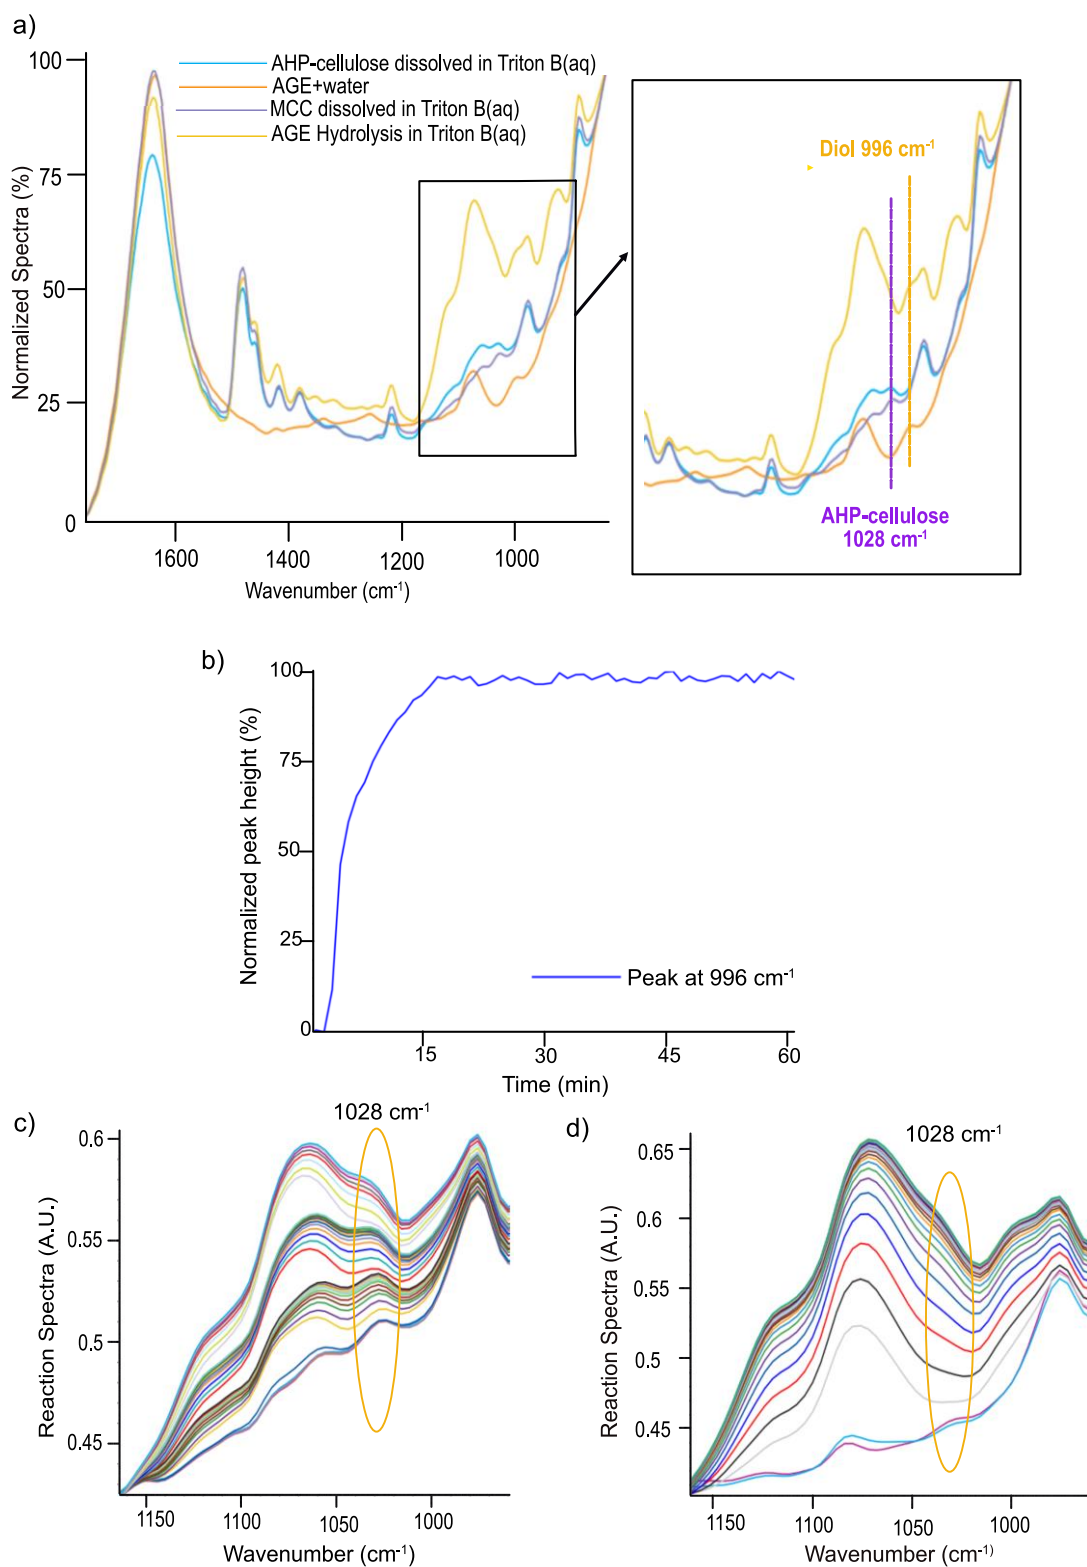 a)
100
75
50
25
0
Normalized Spectra (%)
AHP-cellulose dissolved in Triton B(aq)
AGE+water
MCC dissolved in Triton B(aq)
AGE Hydrolysis in Triton B(aq)
1600
1400
1200
1000
Wavenumber (cm⁻¹)
Diol 996 cm⁻¹
AHP-cellulose
1028 cm⁻¹
b)
100
75
50
25
0
Normalized peak height (%)
Peak at 996 cm⁻¹
15
30
45
60
Time (min)
c)
1028 cm⁻¹
0.6
0.55
0.5
0.45
Reaction Spectra (A.U.)
1150
1100
1050
1000
Wavenumber (cm⁻¹)
d)
1028 cm⁻¹
0.65
0.6
0.55
0.5
0.45
Reaction Spectra (A.U.)
1150
1100
1050
1000
Wavenumber (cm⁻¹⁾